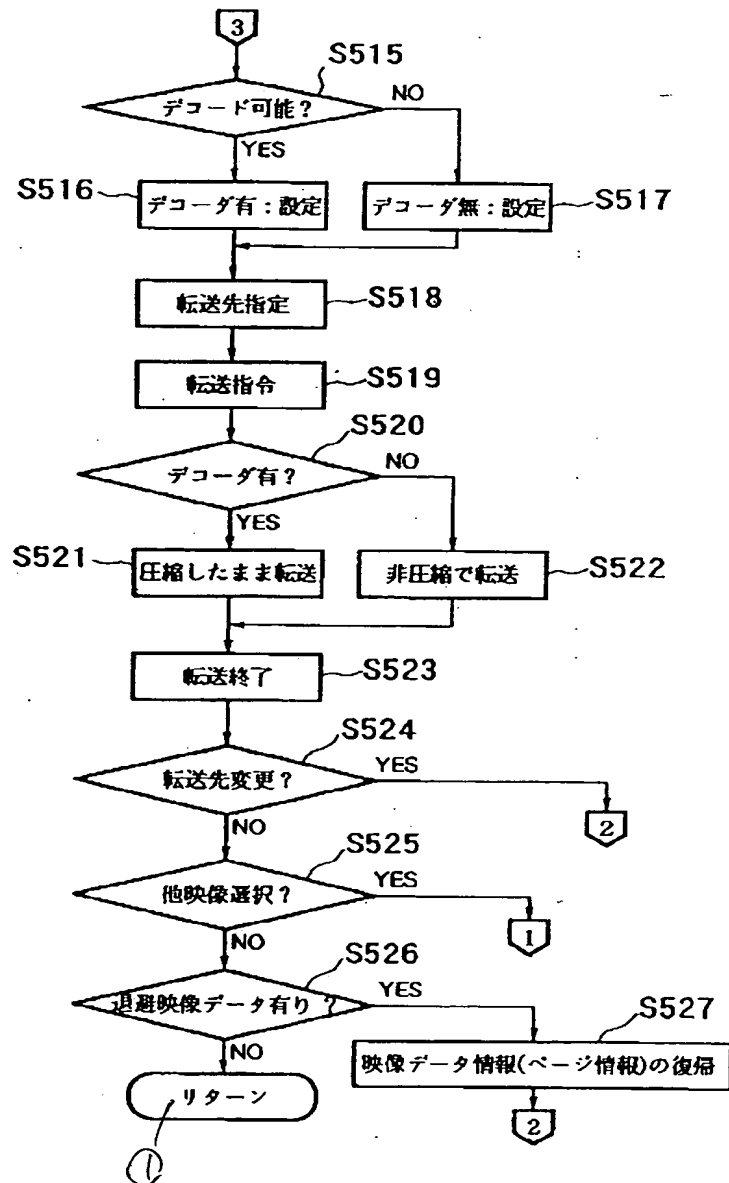 3
S515
デコード可能?
NO
YES
S516
デコーダ有:設定
デコーダ無:設定
S517
転送先指定
S518
転送指令
S519
S520
デコーダ有?
NO
YES
S521
圧縮したまま転送
非圧縮で転送
S522
転送終了
S523
S524
転送先変更?
YES
2
NO
S525
他映像選択?
YES
1
NO
S526
退避映像データ有り?
YES
S527
NO
映像データ情報(ページ情報)の復帰
リターン
2
①